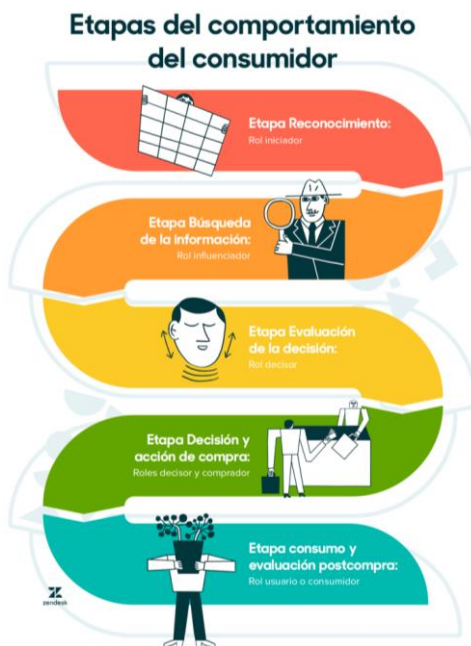 Etapas del comportamiento
del consumidor
Etapa Reconocimiento:
Rol iniciador
Etapa Búsqueda
de la información:
Rol influenciador
Etapa Evaluación
de la decisión:
Rol decisor
Etapa Decisión y
acción de compra:
Roles decisor y comprador
Etapa consumo y
evaluación postcompra:
Rol usuario o consumidor
zendesk